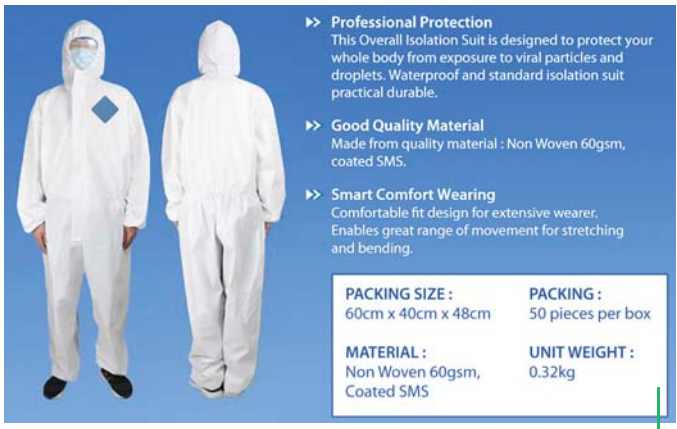 Professional Protection
This Overall Isolation Suit is designed to protect your
whole body from exposure to viral particles and
droplets. Waterproof and standard isolation suit
practical durable.
Good Quality Material
Made from quality material : Non Woven 60gsm,
coated SMS.
Smart Comfort Wearing
Comfortable fit design for extensive wearer.
Enables great range of movement for stretching
and bending.
PACKING SIZE :
60cm x 40cm x 48cm
PACKING :
50 pieces per box
MATERIAL :
Non Woven 60gsm,
Coated SMS
UNIT WEIGHT :
0.32kg